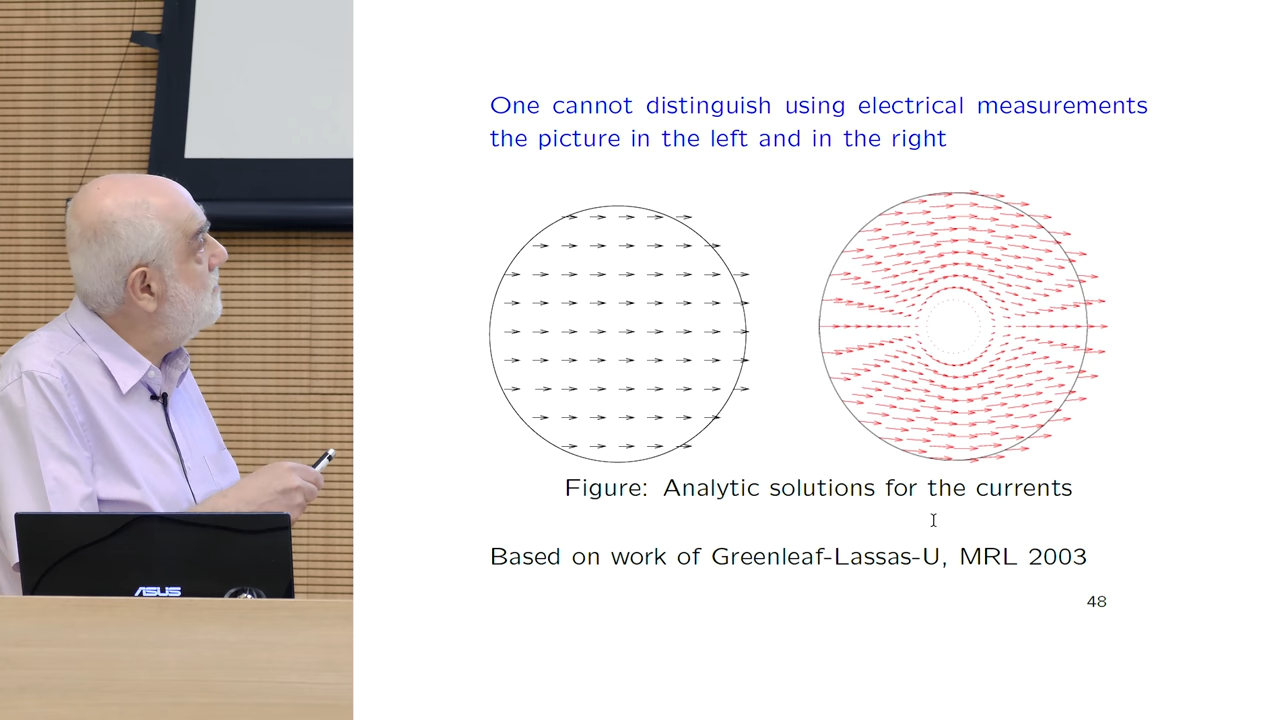 One cannot distinguish using electrical measurements
the picture in the left and in the right
Figure: Analytic solutions for the currents
Based on work of Greenleaf-Lassas-U, MRL 2003
48
ASUS